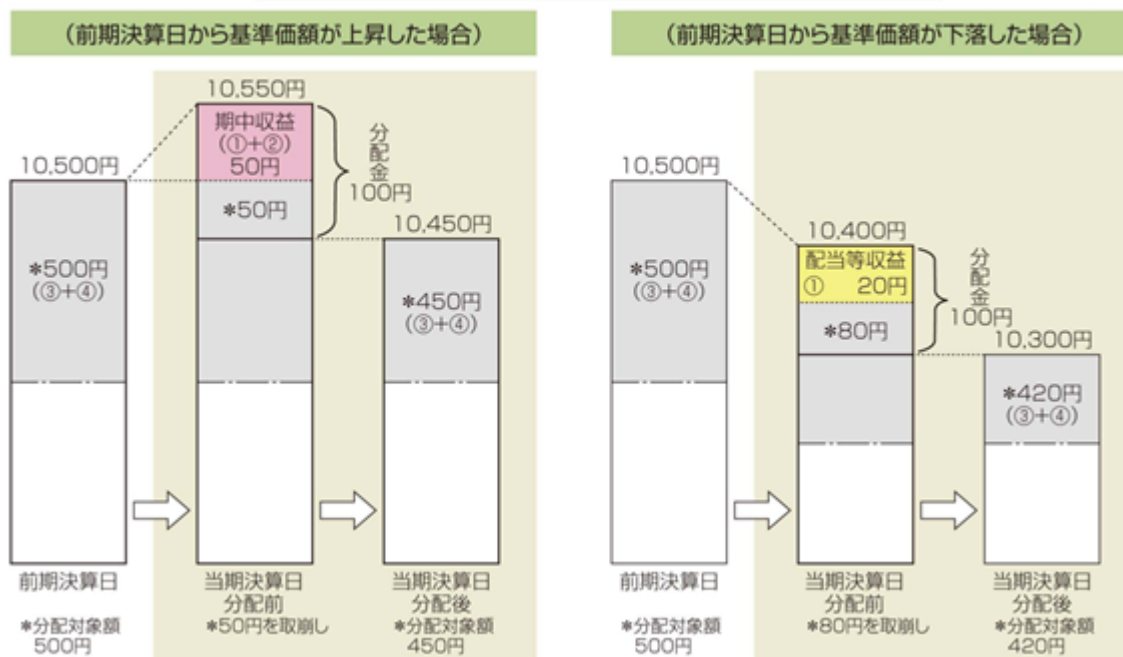 （前期決算日から基準価額が上昇した場合）
10,550円
期中収益
（①＋②）
50円
分配金
100円
10,500円
＊50円
10,450円
＊500円
（③＋④）
＊450円
（③＋④）
前期決算日
当期決算日
分配前
当期決算日
分配後
＊分配対象額
500円
＊50円を取崩し
＊分配対象額
450円
（前期決算日から基準価額が下落した場合）
10,500円
10,400円
配当等収益
① 20円
分配金
100円
＊500円
（③＋④）
＊80円
10,300円
＊420円
（③＋④）
前期決算日
当期決算日
分配前
当期決算日
分配後
＊分配対象額
500円
＊80円を取崩し
＊分配対象額
420円